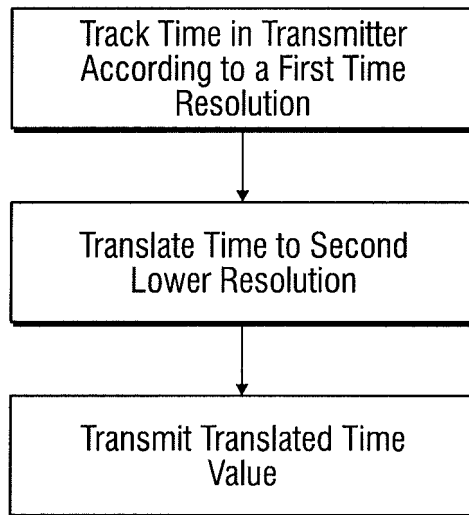 Track Time in Transmitter
According to a First Time
Resolution
Translate Time to Second
Lower Resolution
Transmit Translated Time
Value